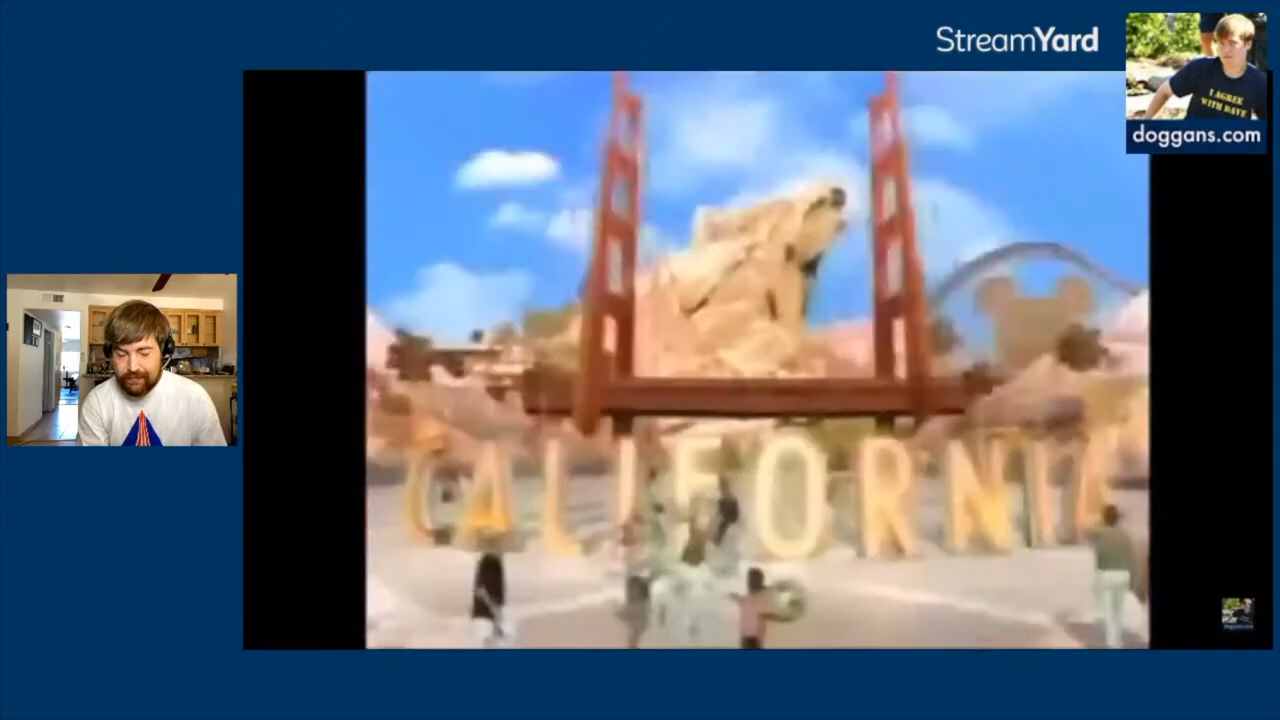 StreamYard
I AGREE
WITH DAVE
doggans.com
CALIFORNIA